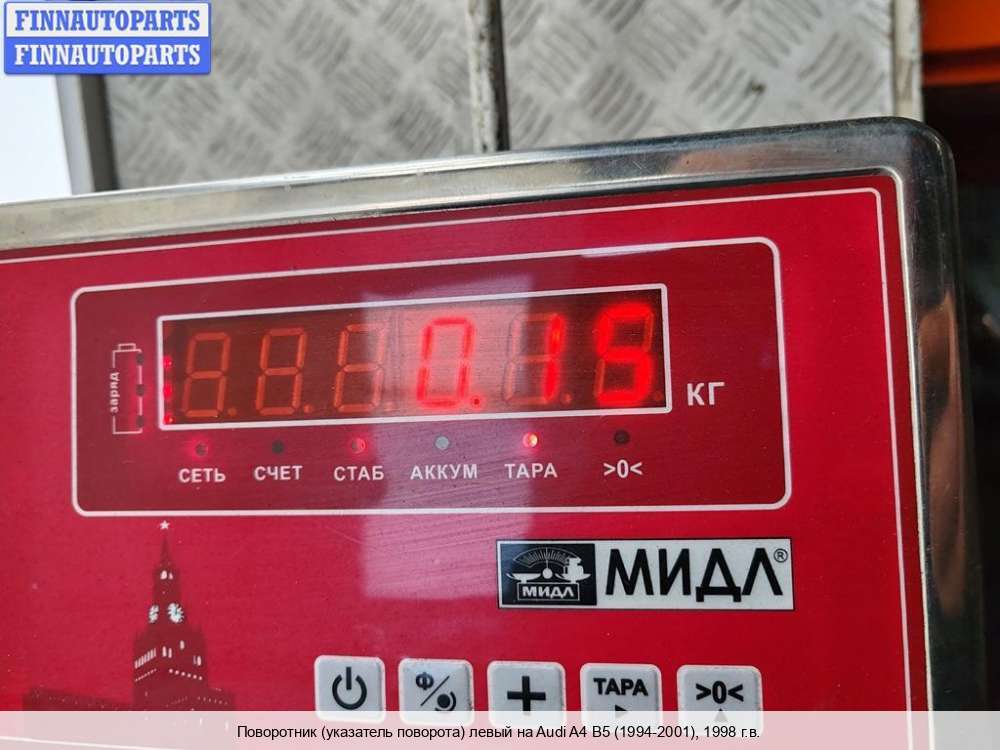 FINNAUTOPARTS
FINNAUTOPARTS
заряд
0.15
КГ
СЕТЬ СЧЕТ СТАБ АККУМ ТАРА >0<
МИДЛ МИДЛ®
Ф ТАРА >0<
Поворотник (указатель поворота) левый на Audi A4 B5 (1994-2001), 1998 г.в.